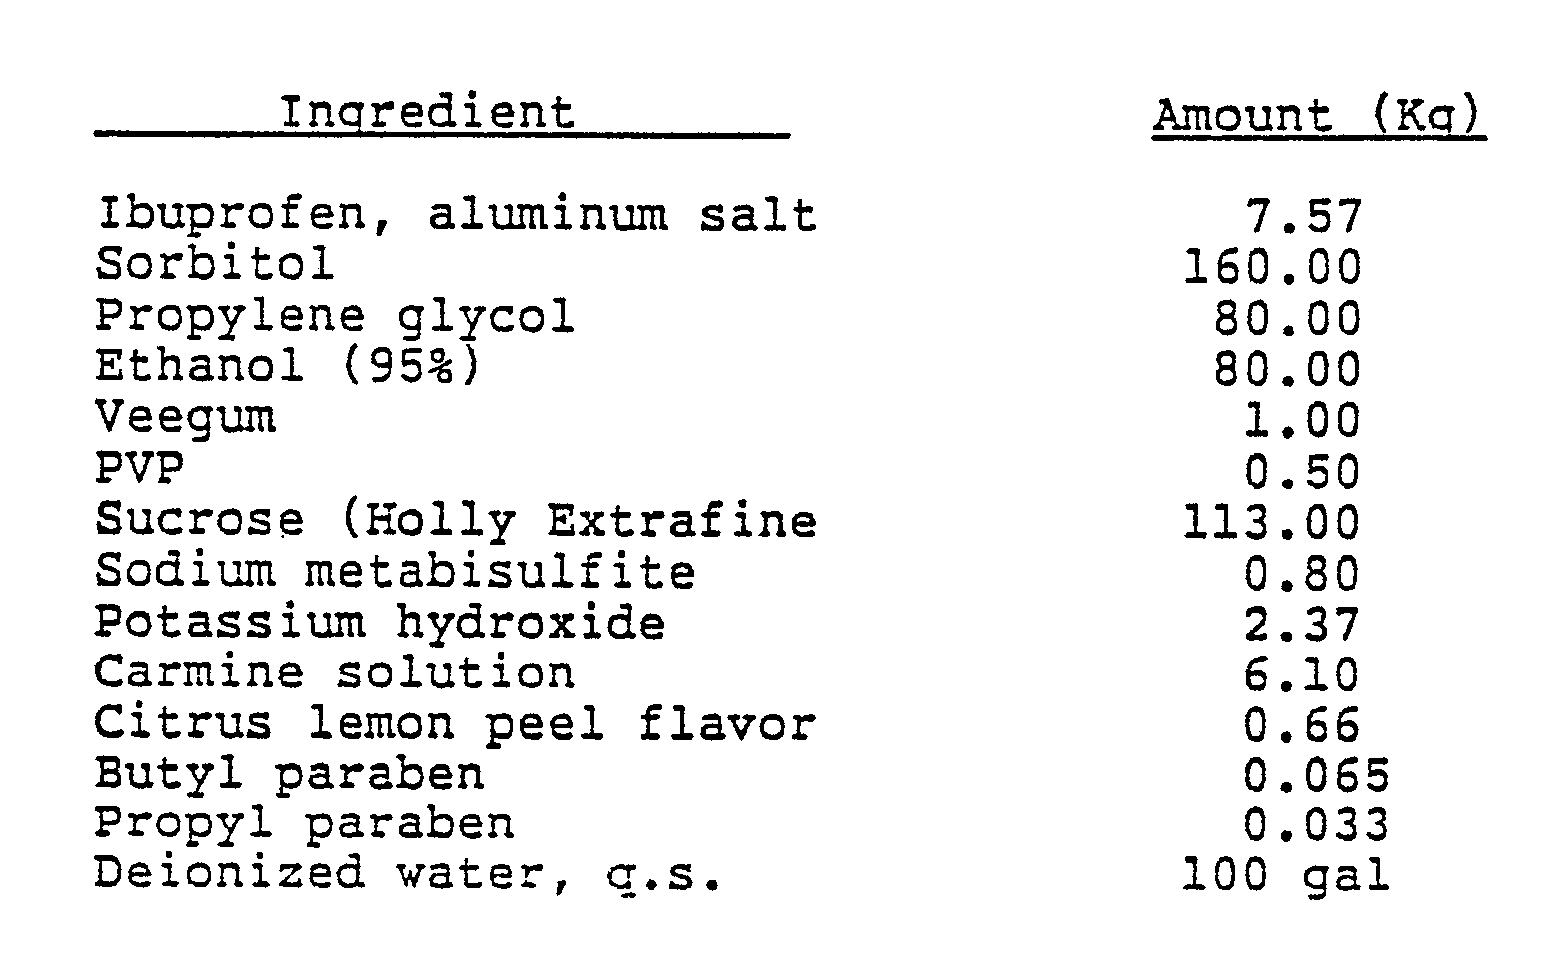 Ingredient Amount (Kg)
Ibuprofen, aluminum salt 7.57
Sorbitol 160.00
Propylene glycol 80.00
Ethanol (95%) 80.00
Veegum 1.00
PVP 0.50
Sucrose (Holly Extrafine 113.00
Sodium metabisulfite 0.80
Potassium hydroxide 2.37
Carmine solution 6.10
Citrus lemon peel flavor 0.66
Butyl paraben 0.065
Propyl paraben 0.033
Deionized water, q.s. 100 gal